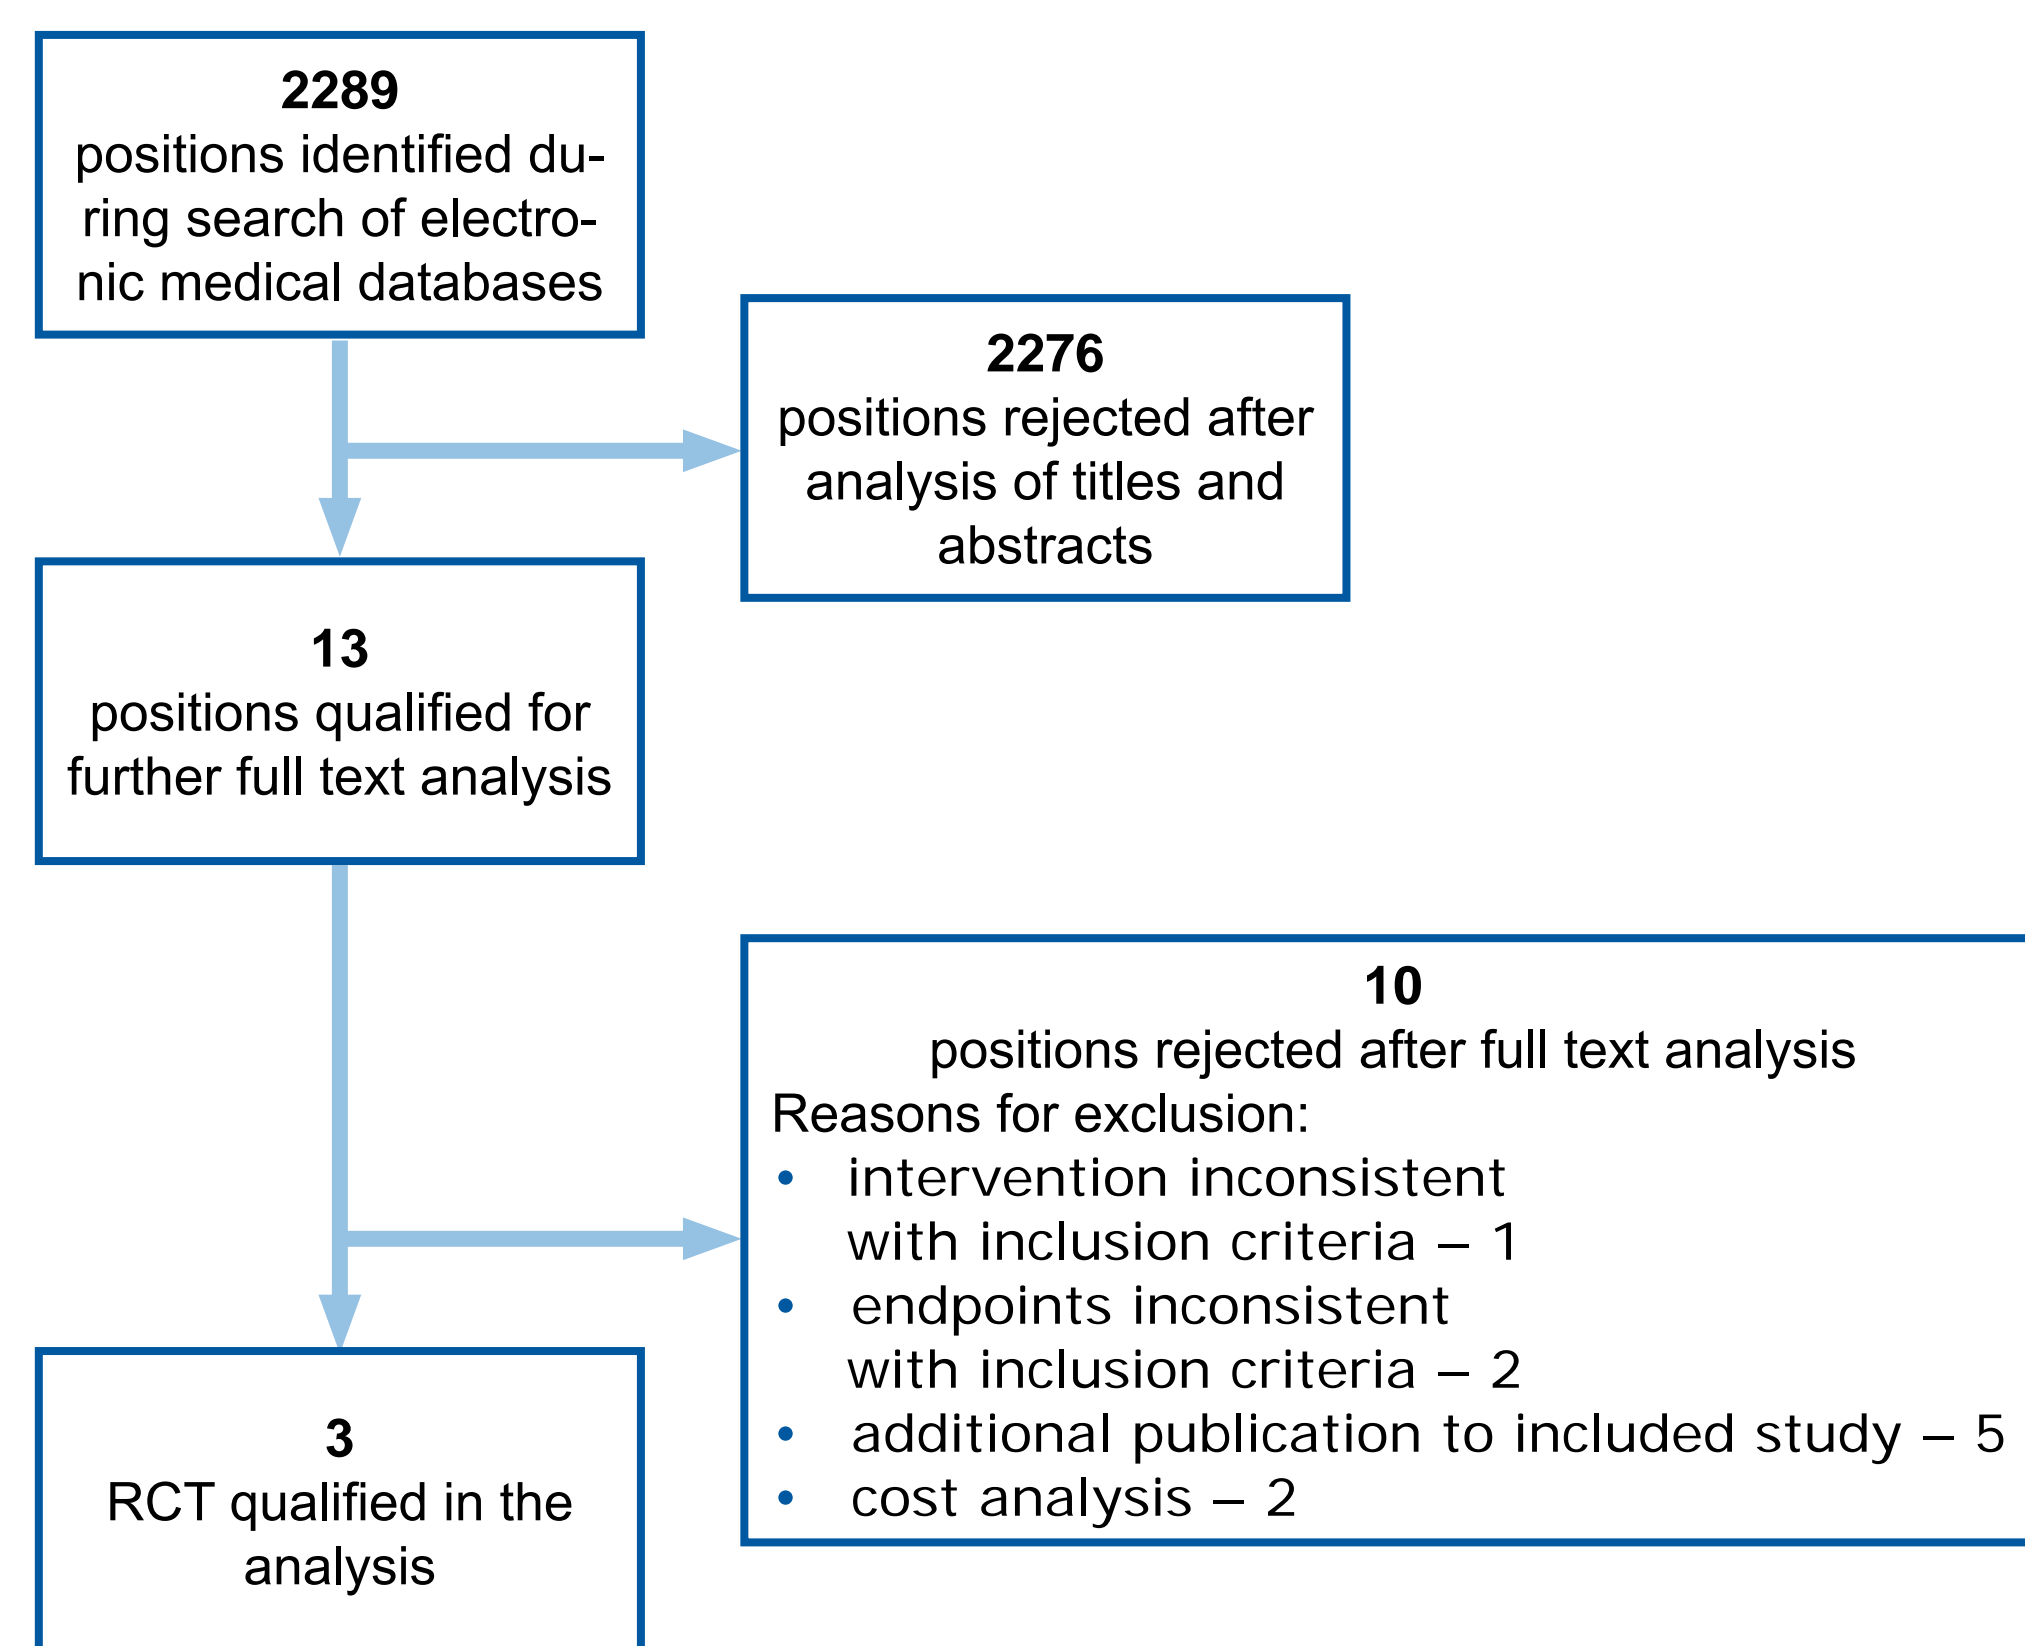 2289
positions identified du-
ring search of electro-
nic medical databases
2276
positions rejected after
analysis of titles and
abstracts
13
positions qualified for
further full text analysis
10
positions rejected after full text analysis
Reasons for exclusion:
• intervention inconsistent
with inclusion criteria – 1
• endpoints inconsistent
with inclusion criteria – 2
• additional publication to included study – 5
• cost analysis – 2
3
RCT qualified in the
analysis